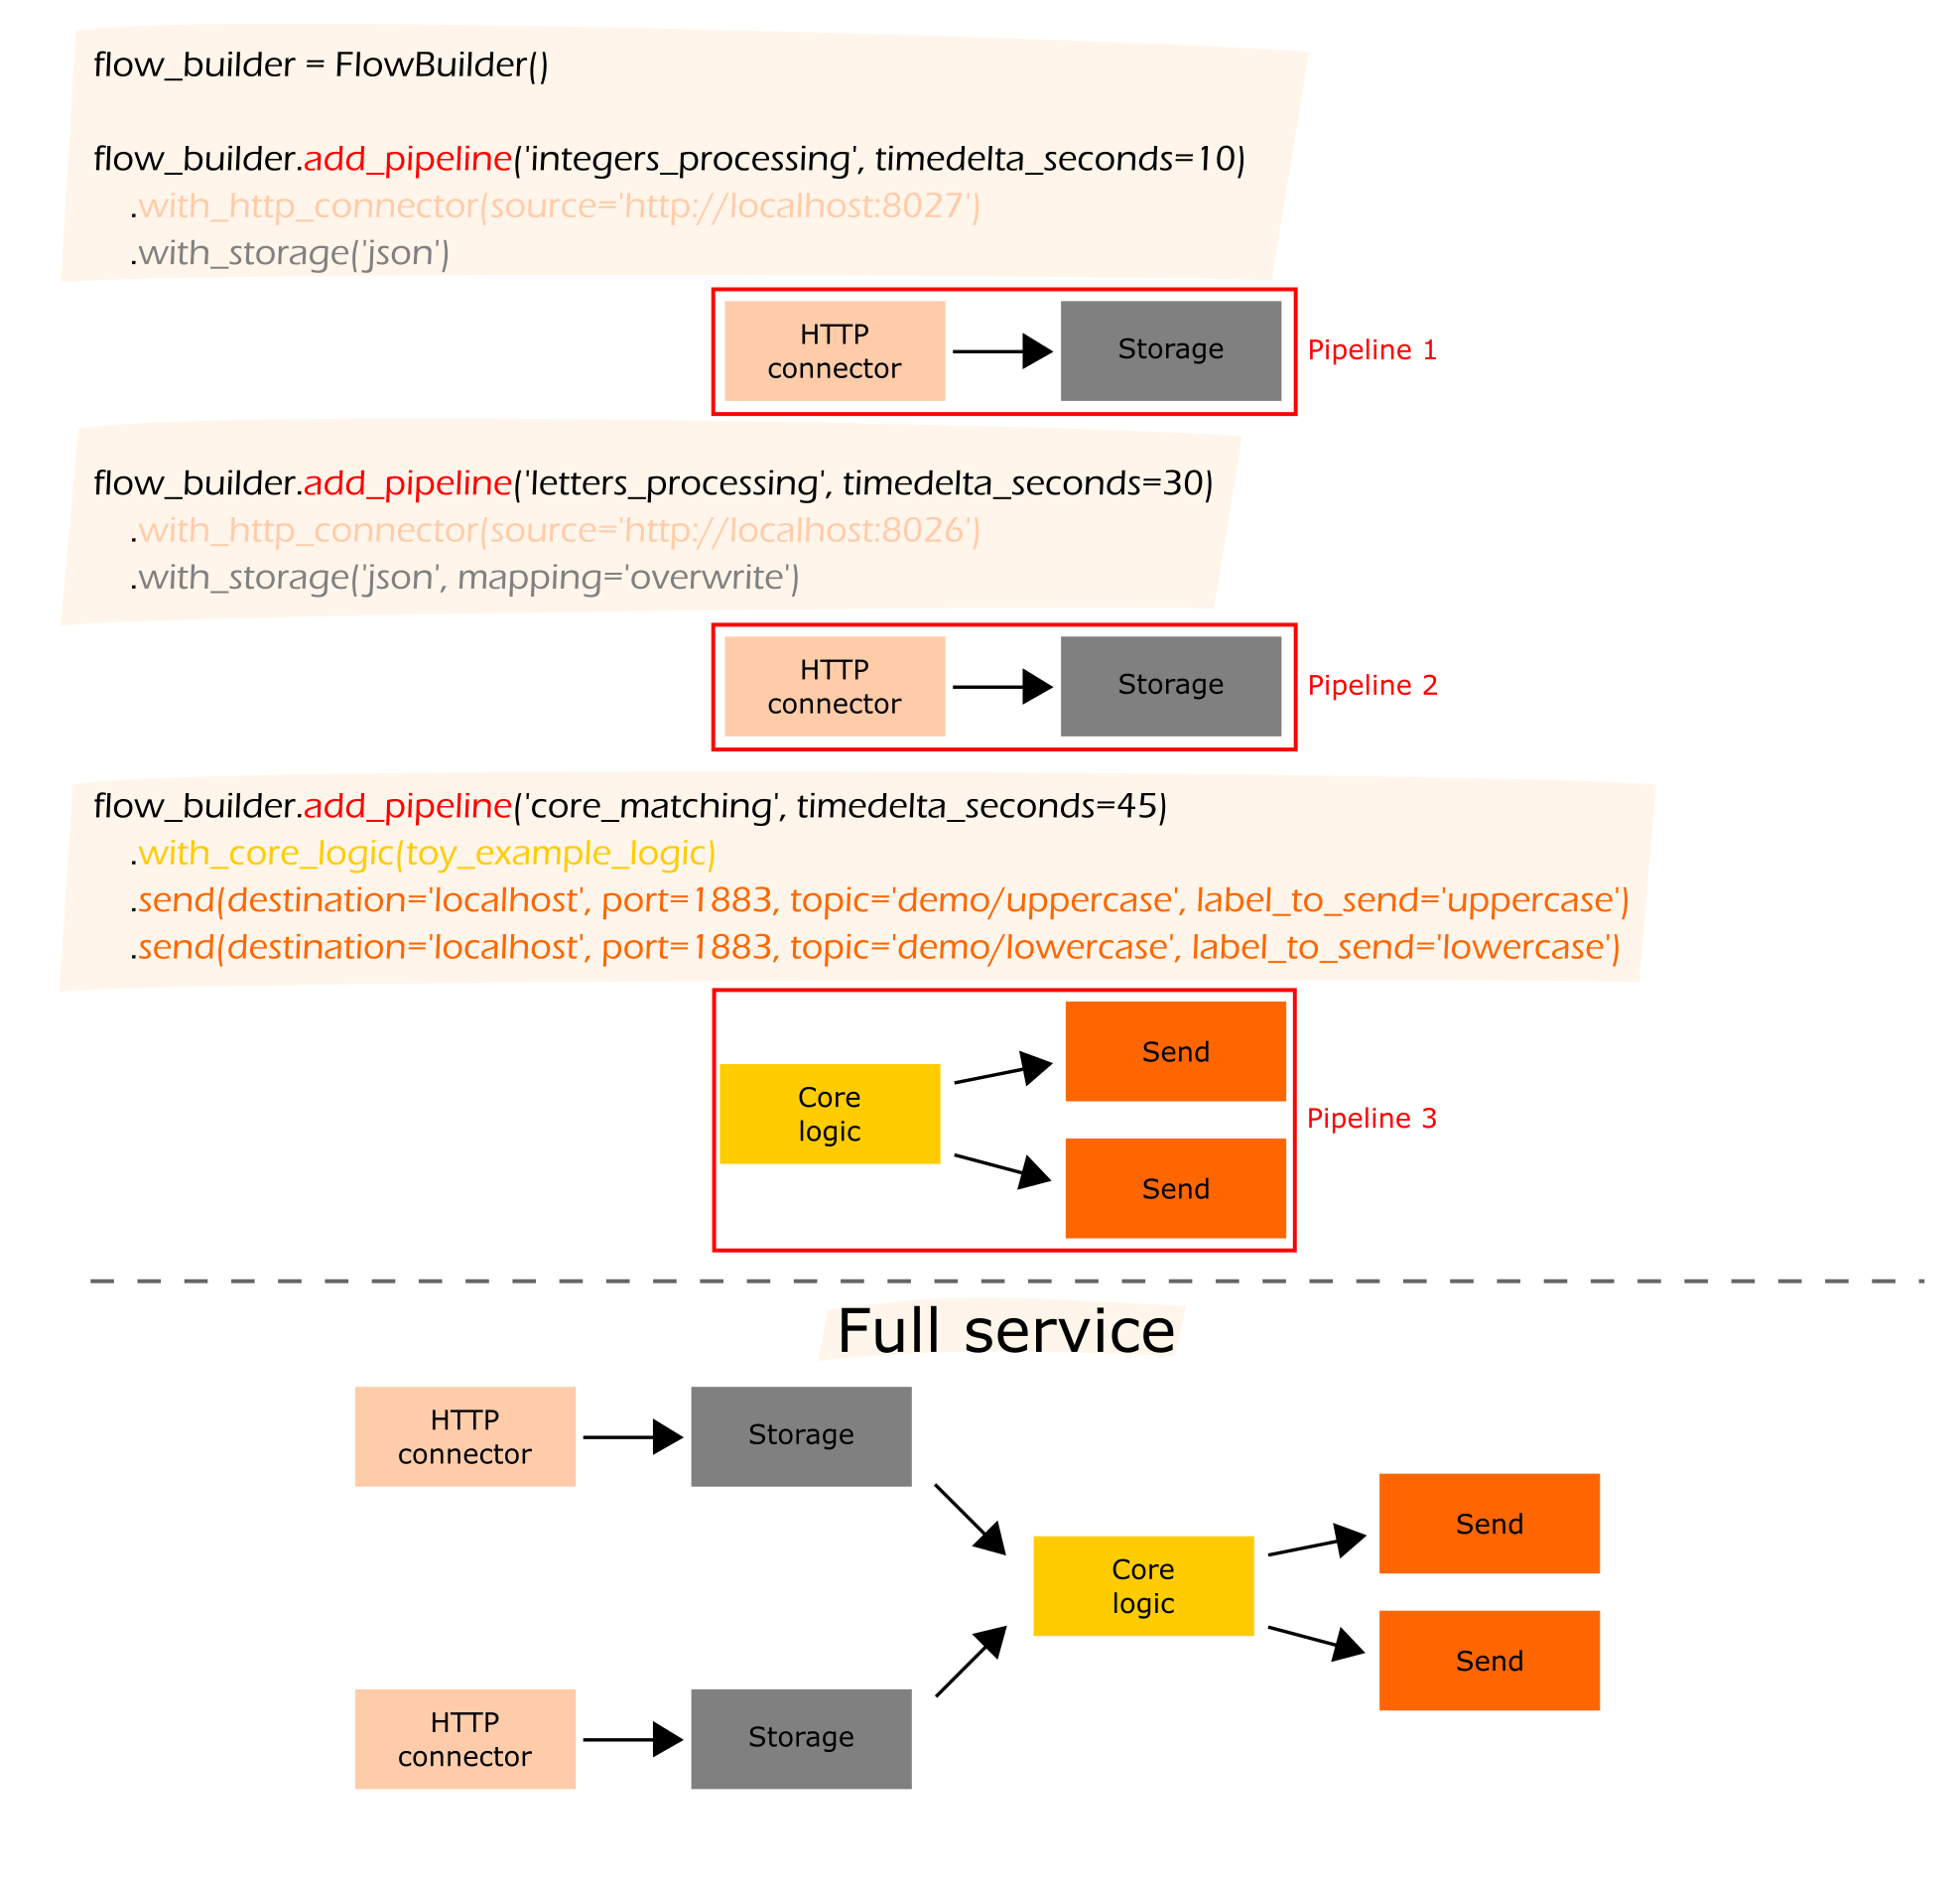 flow_builder = FlowBuilder()
flow_builder.add_pipeline('integers_processing', timedelta_seconds=10)
.with_http_connector(source='http://localhost:8027')
.with_storage('json')
HTTP
connector
Storage
Pipeline 1
flow_builder.add_pipeline('letters_processing', timedelta_seconds=30)
.with_http_connector(source='http://localhost:8026')
.with_storage('json', mapping='overwrite')
HTTP
connector
Storage
Pipeline 2
flow_builder.add_pipeline('core_matching', timedelta_seconds=45)
.with_core_logic(toy_example_logic)
.send(destination='localhost', port=1883, topic='demo/uppercase', label_to_send='uppercase')
.send(destination='localhost', port=1883, topic='demo/lowercase', label_to_send='lowercase')
Core
logic
Send
Send
Pipeline 3
Full service
HTTP
connector
Storage
HTTP
connector
Storage
Core
logic
Send
Send